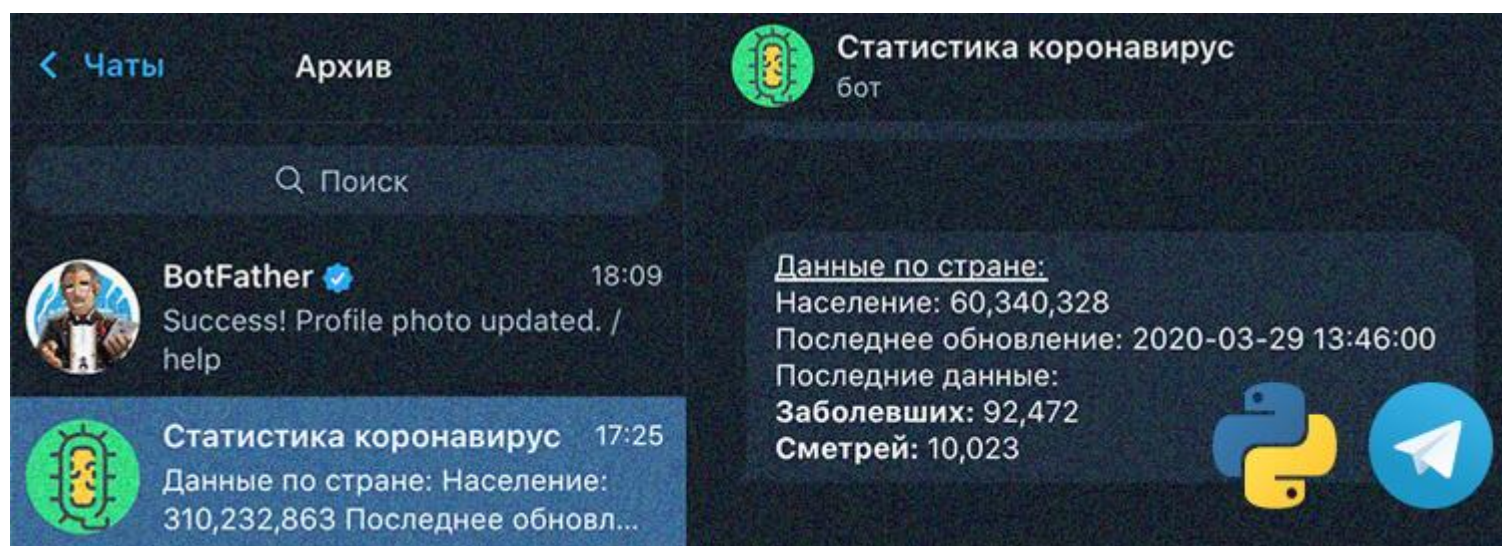 Чаты
Архив
Поиск
BotFather
18:09
Success! Profile photo updated. /
help
Статистика коронавирус
17:25
Данные по стране: Население:
310,232,863 Последнее обновл...
Статистика коронавирус
бот
Данные по стране:
Население: 60,340,328
Последнее обновление: 2020-03-29 13:46:00
Последние данные:
Заболевших: 92,472
Сметрей: 10,023